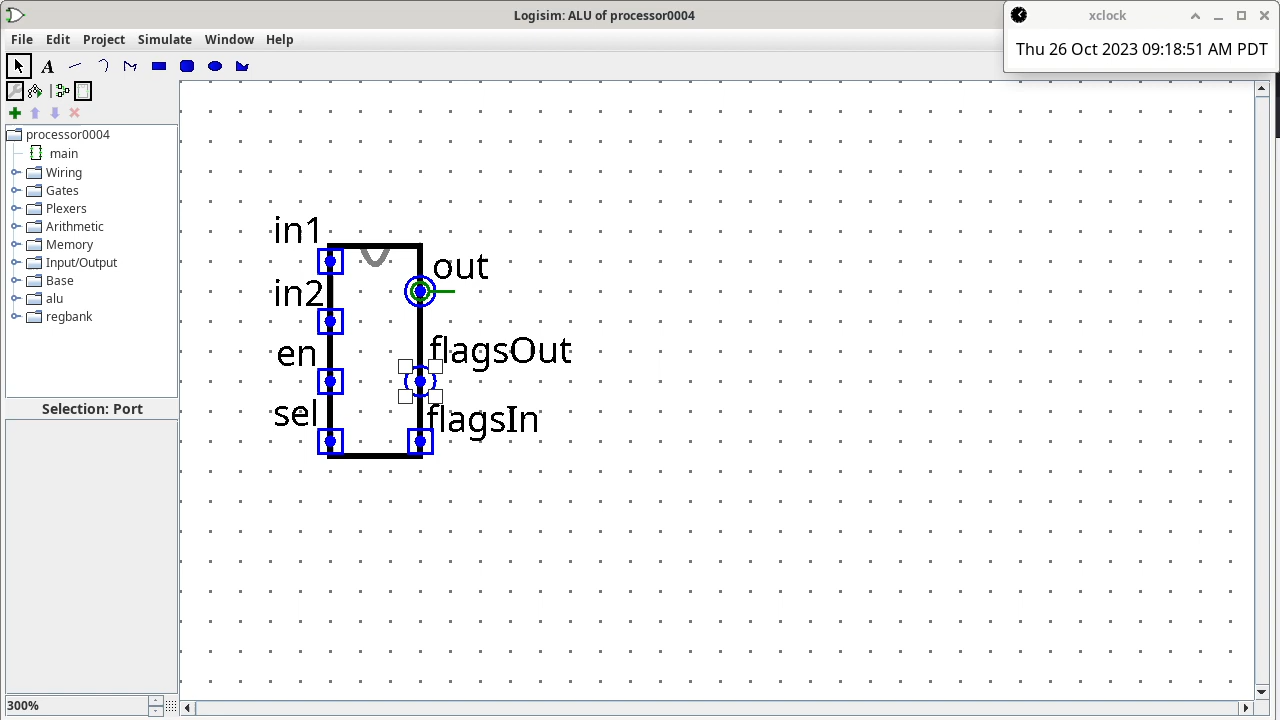 Logisim: ALU of processor0004
xclock
File Edit Project Simulate Window Help
Thu 26 Oct 2023 09:18:51 AM PDT
A
processor0004
main
Wiring
Gates
Plexers
Arithmetic
Memory
Input/Output
Base
alu
regbank
Selection: Port
300%
in1
out
in2
flagsOut
en
sel
flagsIn